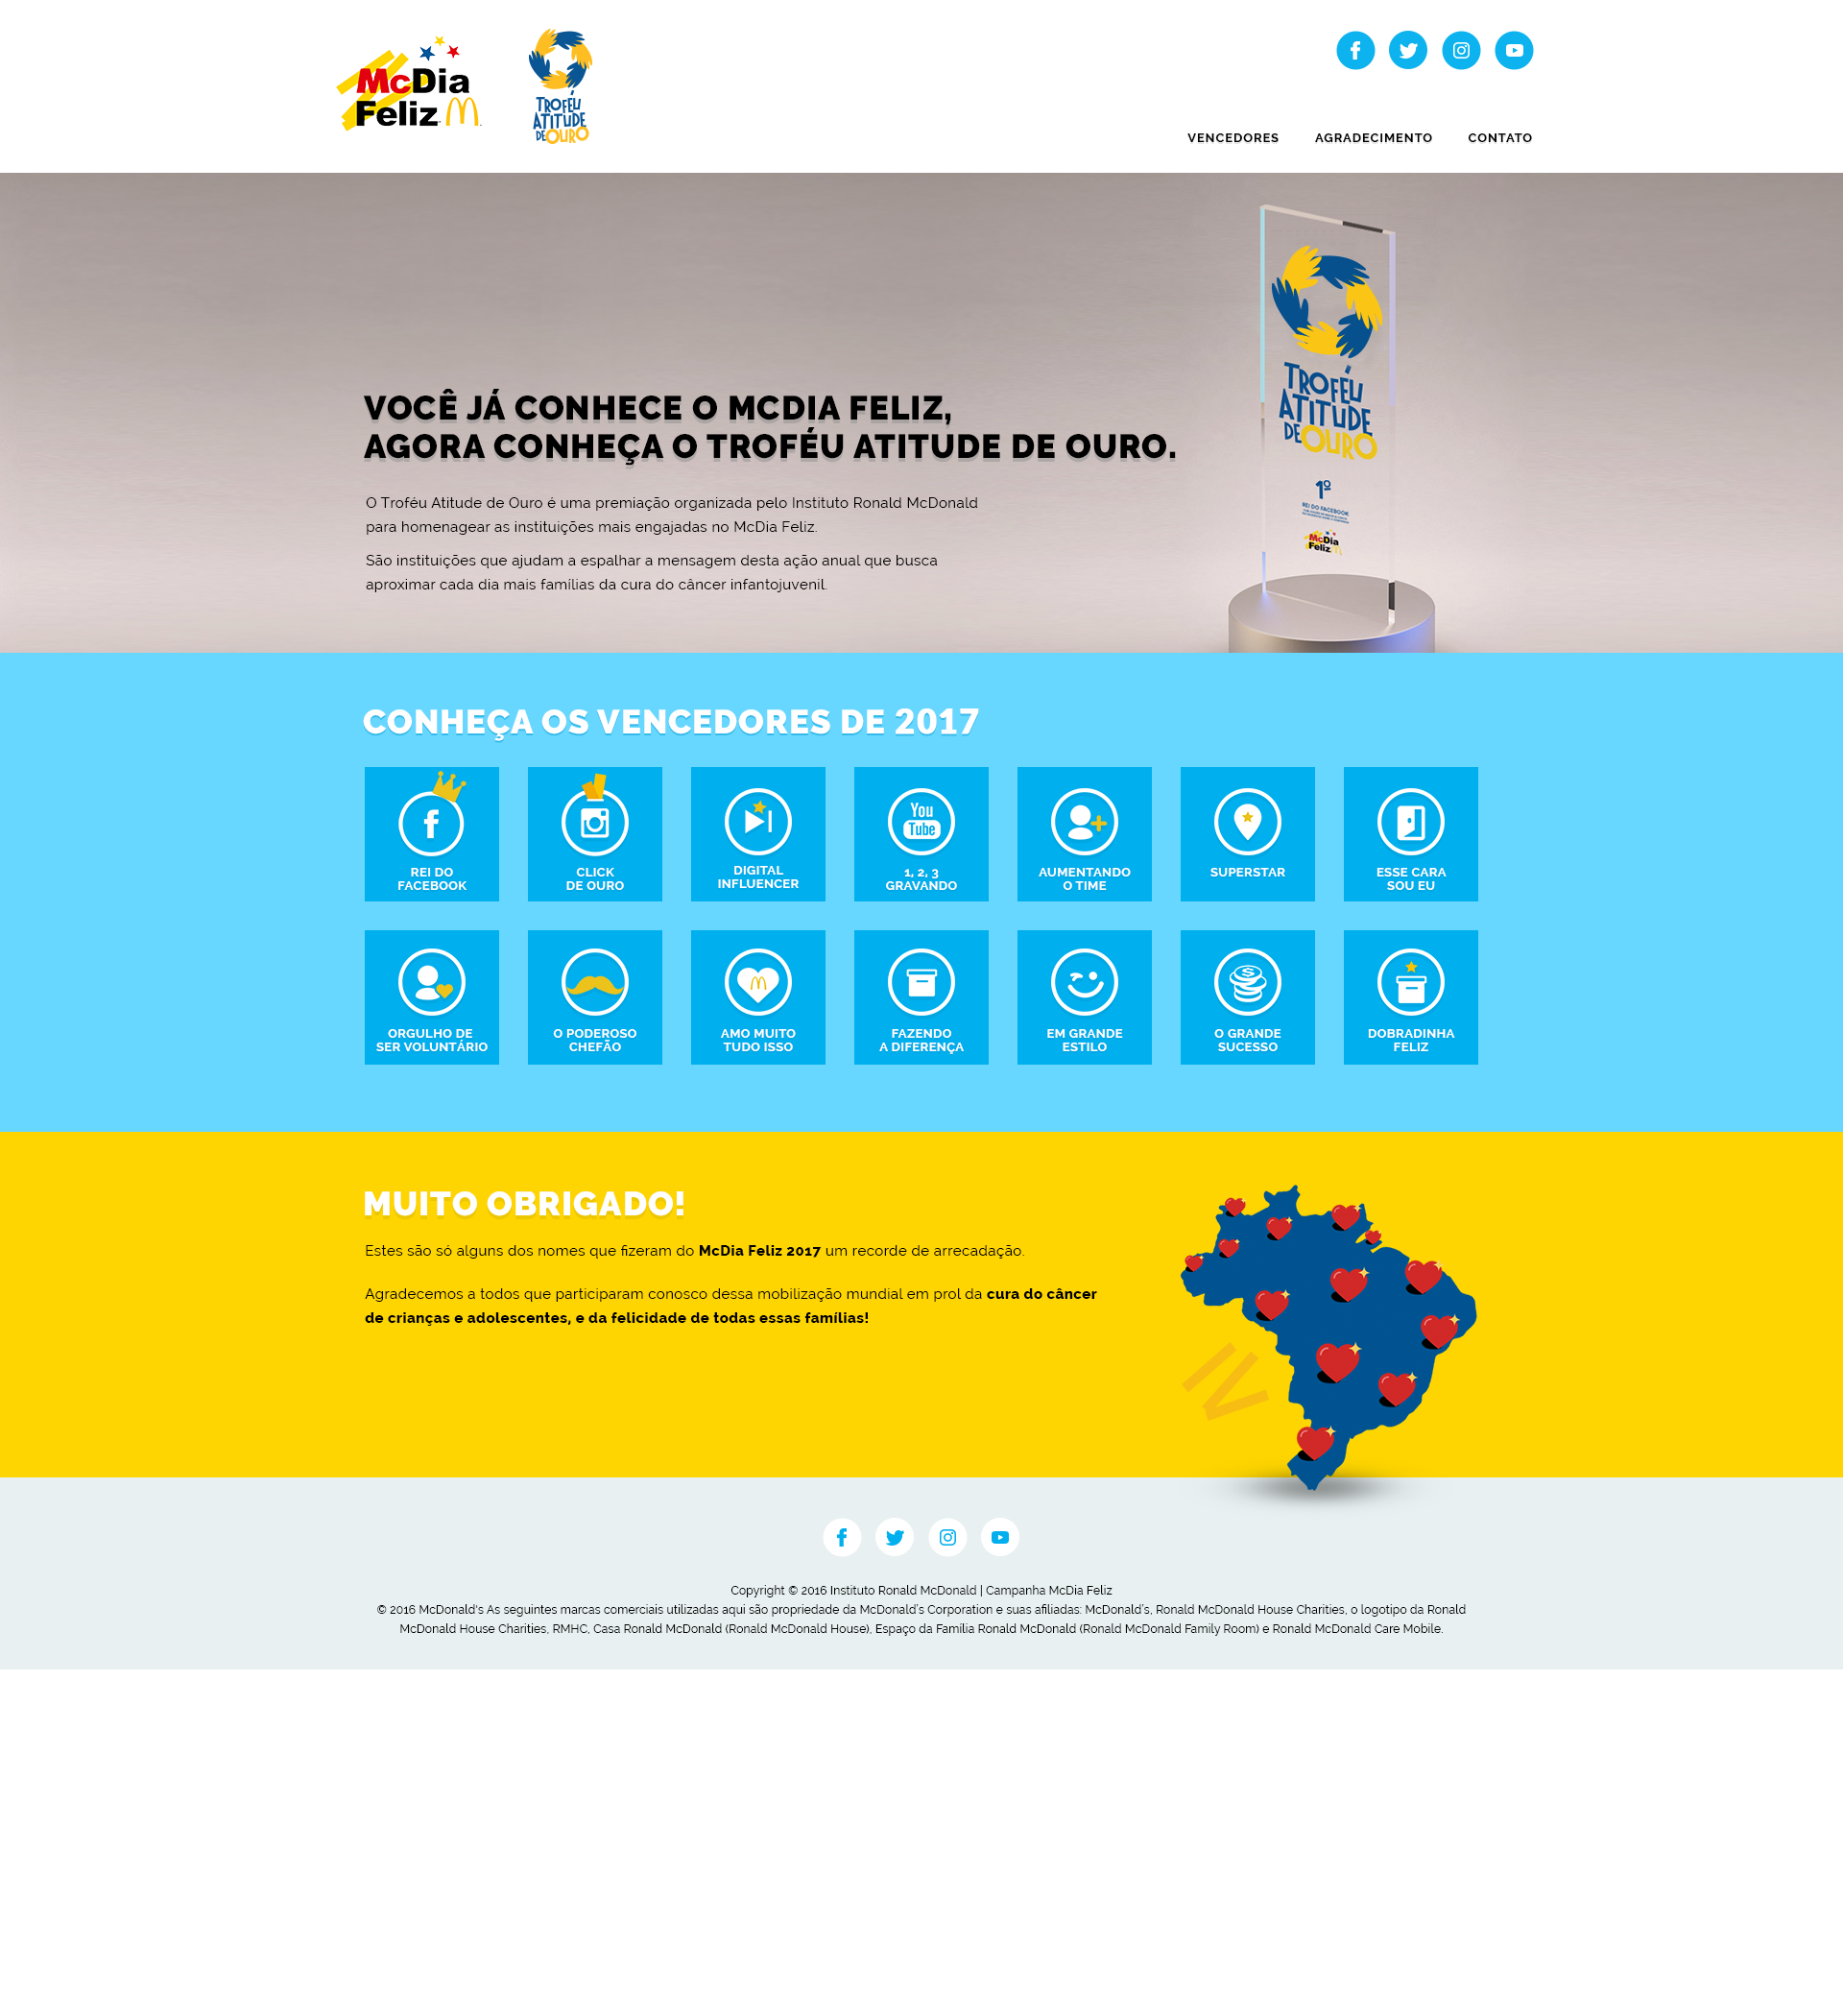 McDia
Feliz
TROFÉU
ATITUDE
DE OURO
VENCEDORES AGRADECIMENTO CONTATO
TROFÉU
ATITUDE
DE OURO
1º
REI DO FACEBOOK
McDia
Feliz
VOCÊ JÁ CONHECE O MCDIA FELIZ,
AGORA CONHEÇA O TROFÉU ATITUDE DE OURO.
O Troféu Atitude de Ouro é uma premiação organizada pelo Instituto Ronald McDonald
para homenagear as instituições mais engajadas no McDia Feliz.
São instituições que ajudam a espalhar a mensagem desta ação anual que busca
aproximar cada dia mais famílias da cura do câncer infantojuvenil.
CONHEÇA OS VENCEDORES DE 2017
REI DO
FACEBOOK
CLICK
DE OURO
DIGITAL
INFLUENCER
You
Tube
1, 2, 3
GRAVANDO
AUMENTANDO
O TIME
SUPERSTAR
ESSE CARA
SOU EU
ORGULHO DE
SER VOLUNTÁRIO
O PODEROSO
CHEFÃO
AMO MUITO
TUDO ISSO
FAZENDO
A DIFERENÇA
EM GRANDE
ESTILO
O GRANDE
SUCESSO
DOBRADINHA
FELIZ
MUITO OBRIGADO!
Estes são só alguns dos nomes que fizeram do McDia Feliz 2017 um recorde de arrecadação.
Agradecemos a todos que participaram conosco dessa mobilização mundial em prol da cura do câncer
de crianças e adolescentes, e da felicidade de todas essas famílias!
Copyright © 2016 Instituto Ronald McDonald | Campanha McDia Feliz
© 2016 McDonald's As seguintes marcas comerciais utilizadas aqui são propriedade da McDonald's Corporation e suas afiliadas: McDonald's, Ronald McDonald House Charities, o logotipo da Ronald
McDonald House Charities, RMHC, Casa Ronald McDonald (Ronald McDonald House), Espaço da Família Ronald McDonald (Ronald McDonald Family Room) e Ronald McDonald Care Mobile.